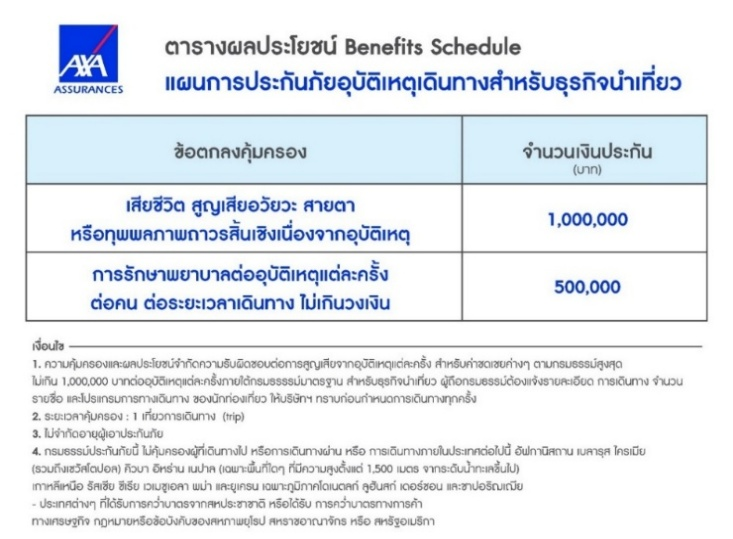 AXA
ASSURANCES
ตารางผลประโยชน์ Benefits Schedule
แผนการประกันภัยอุบัติเหตุเดินทางสำหรับธุรกิจนำเที่ยว
ข้อตกลงคุ้มครอง
จำนวนเงินประกัน
(บาท)
เสียชีวิต สูญเสียอวัยวะ สายตา
หรือทุพพลภาพถาวรสิ้นเชิงเนื่องจากอุบัติเหตุ
1,000,000
การรักษาพยาบาลต่ออุบัติเหตุแต่ละครั้ง
ต่อคน ต่อระยะเวลาเดินทาง ไม่เกินวงเงิน
500,000
เงื่อนไข
1. ความคุ้มครองและผลประโยชน์จำกัดความรับผิดชอบต่อการสูญเสียจากอุบัติเหตุแต่ละครั้ง สำหรับค่าชดเชยต่างๆ ตามกรมธรรม์สูงสุด
ไม่เกิน 1,000,000 บาทต่ออุบัติเหตุแต่ละครั้งภายใต้กรมธรรม์มาตรฐาน สำหรับธุรกิจนำเที่ยว ผู้ถือกรมธรรม์ต้องแจ้งรายละเอียด การเดินทาง จำนวน
รายชื่อ และโปรแกรมการทางเดินทาง ของนักท่องเที่ยว ให้บริษัทฯ ทราบก่อนกำหนดการเดินทางทุกครั้ง
2. ระยะเวลาคุ้มครอง : 1 เที่ยวการเดินทาง (trip)
3. ไม่จำกัดอายุผู้เอาประกันภัย
4. กรมธรรม์ประกันภัยนี้ ไม่คุ้มครองผู้ที่เดินทางไป หรือการเดินทางผ่าน หรือ การเดินทางภายในประเทศต่อไปนี้ อัฟกานิสถาน เบลารุส ไครเมีย
(รวมถึงเซวัสโตปอล) คิวบา อิหร่าน เนปาล (เฉพาะพื้นที่ใดๆ ที่มีความสูงตั้งแต่ 1,500 เมตร จากระดับน้ำทะเลขึ้นไป)
เกาหลีเหนือ รัสเซีย ซีเรีย เวเนซุเอลา พม่า และยูเครน เฉพาะภูมิภาคโดเนตสก์ ลูฮันสก์ เคอร์ซอน และซาปอริฌเฌีย
- ประเทศต่างๆ ที่ได้รับการคว่ำบาตรจากสหประชาชาติ หรือได้รับ การคว่ำบาตรทางการค้า
ทางเศรษฐกิจ กฎหมายหรือข้อบังคับของสหภาพยุโรป สหราชอาณาจักร หรือ สหรัฐอเมริกา